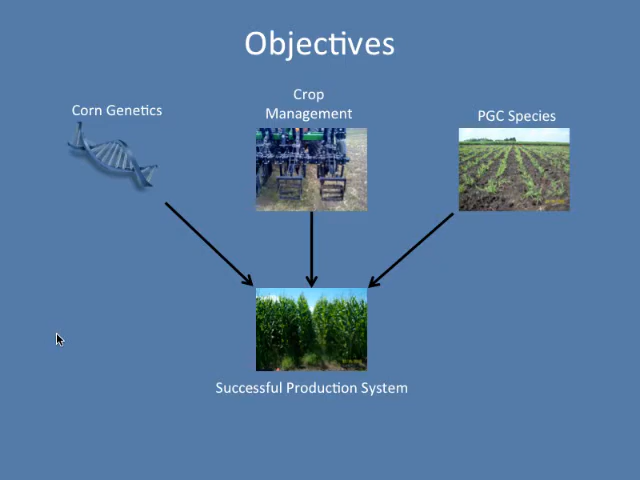 Objectives
Corn Genetics
Crop
Management
PGC Species
Successful Production System